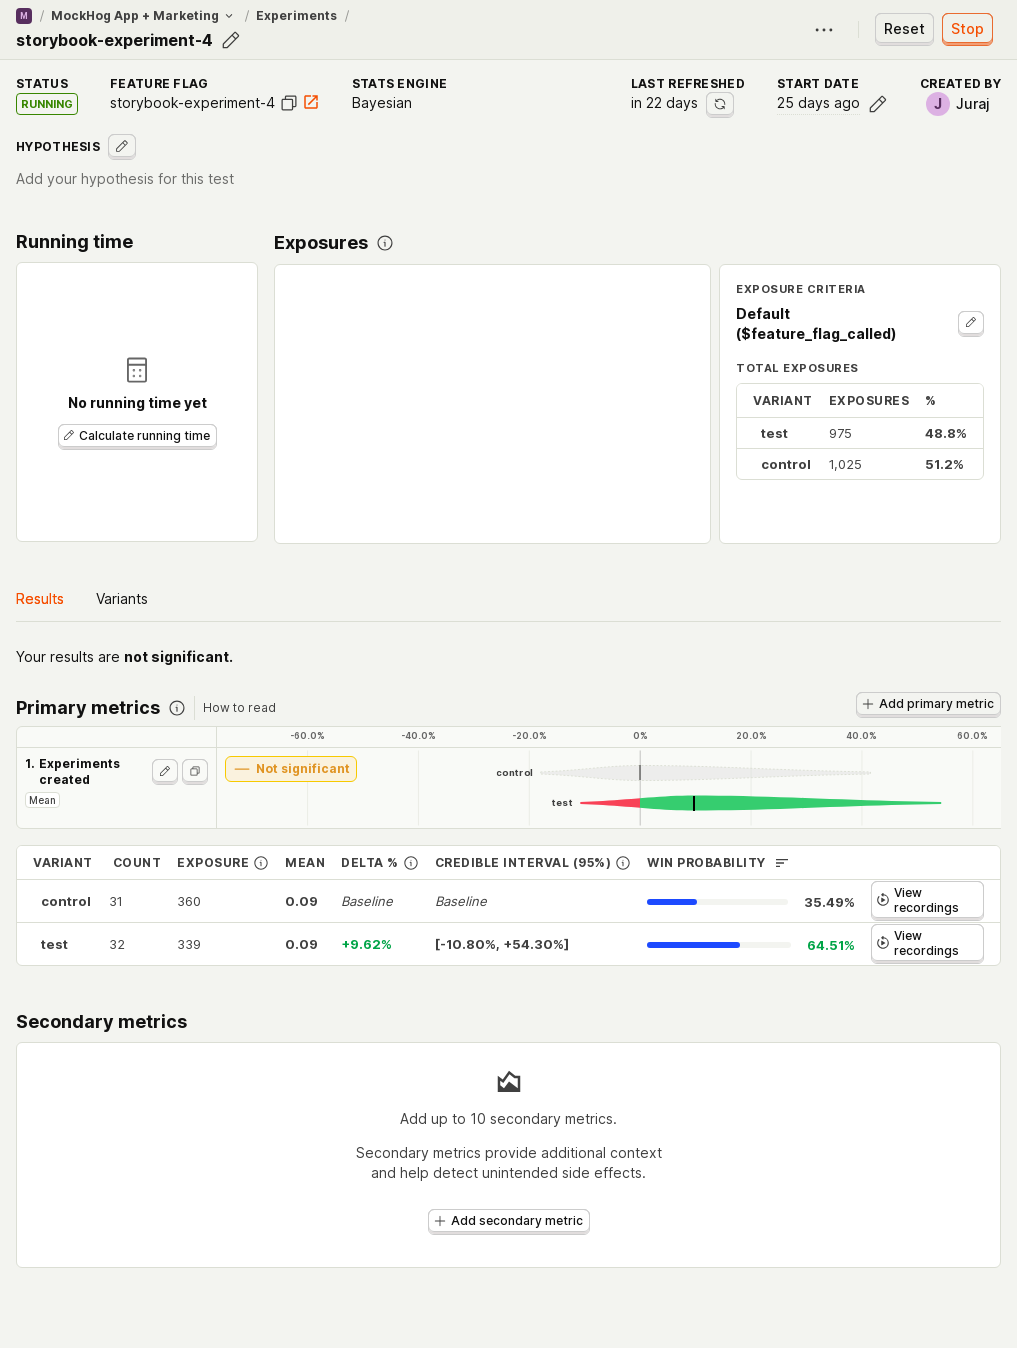 M / MockHog App + Marketing / Experiments /
storybook-experiment-4
Reset Stop
STATUS FEATURE FLAG STATS ENGINE LAST REFRESHED START DATE CREATED BY
RUNNING storybook-experiment-4 Bayesian in 22 days 25 days ago J Juraj
HYPOTHESIS
Add your hypothesis for this test
Running time
No running time yet
Calculate running time
Exposures
EXPOSURE CRITERIA
Default
($feature_flag_called)
TOTAL EXPOSURES
VARIANT EXPOSURES %
test 975 48.8%
control 1,025 51.2%
Results Variants
Your results are not significant.
Primary metrics How to read Add primary metric
-60.0% -40.0% -20.0% 0% 20.0% 40.0% 60.0%
1. Experiments
created
Mean
Not significant
control
test
VARIANT COUNT EXPOSURE MEAN DELTA % CREDIBLE INTERVAL (95%) WIN PROBABILITY
control 31 360 0.09 Baseline Baseline 35.49% View
recordings
test 32 339 0.09 +9.62% [-10.80%, +54.30%] 64.51% View
recordings
Secondary metrics
Add up to 10 secondary metrics.
Secondary metrics provide additional context
and help detect unintended side effects.
Add secondary metric